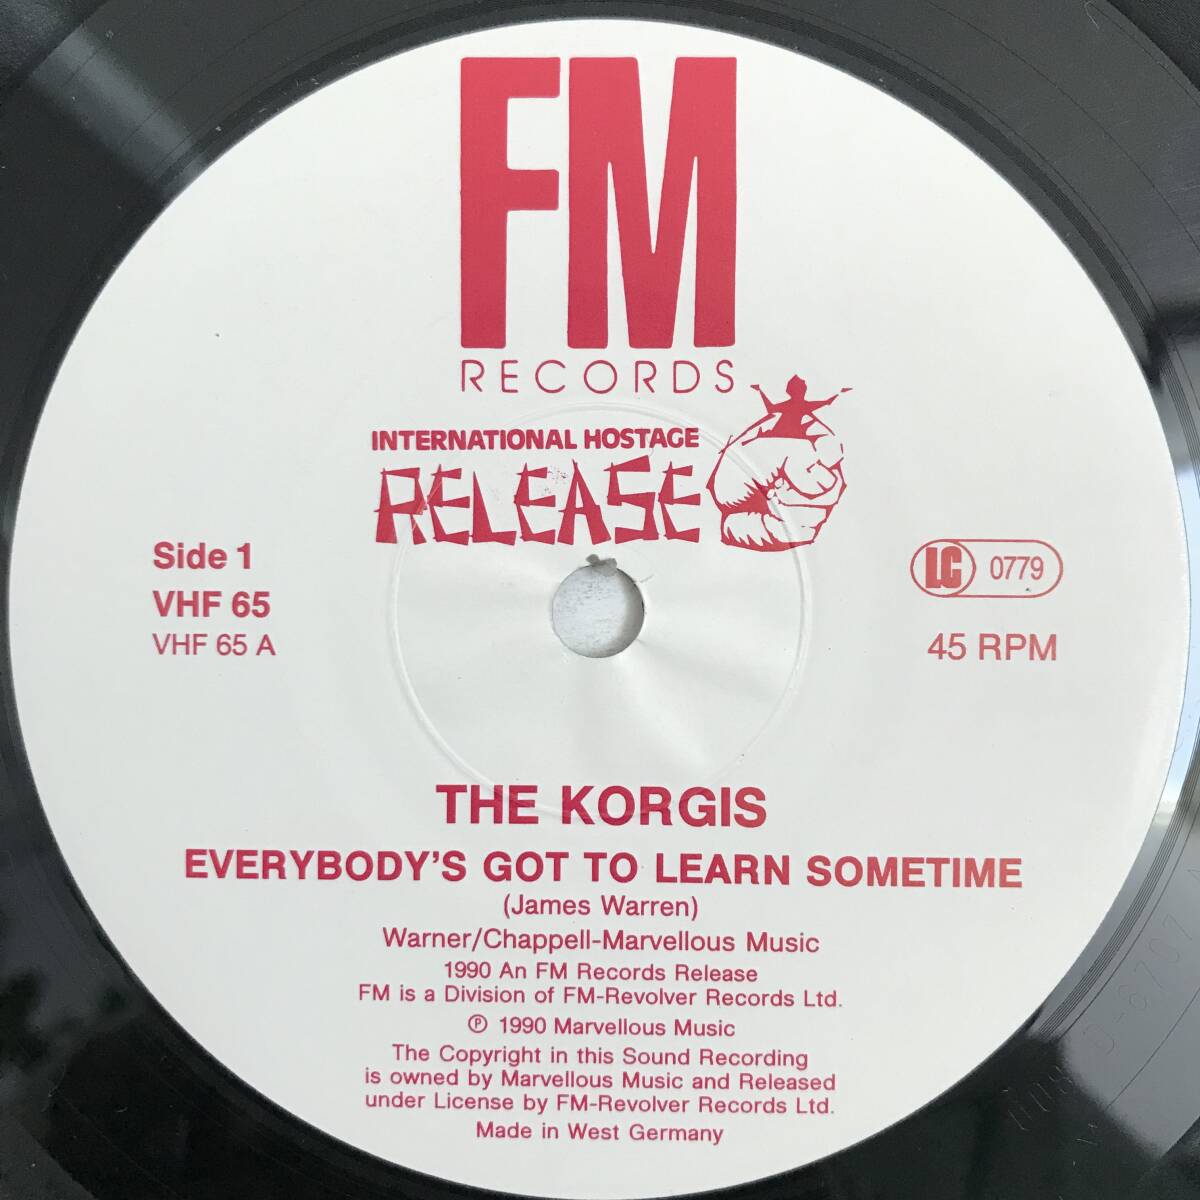 FM
RECORDS
INTERNATIONAL HOSTAGE
RELEASE
Side 1
VHF 65
VHF 65 A
LC 0779
45 RPM
THE KORGIS
EVERYBODY'S GOT TO LEARN SOMETIME
(James Warren)
Warner/Chappell-Marvellous Music
1990 An FM Records Release
FM is a Division of FM-Revolver Records Ltd.
℗ 1990 Marvellous Music
The Copyright in this Sound Recording
is owned by Marvellous Music and Released
under License by FM-Revolver Records Ltd.
Made in West Germany